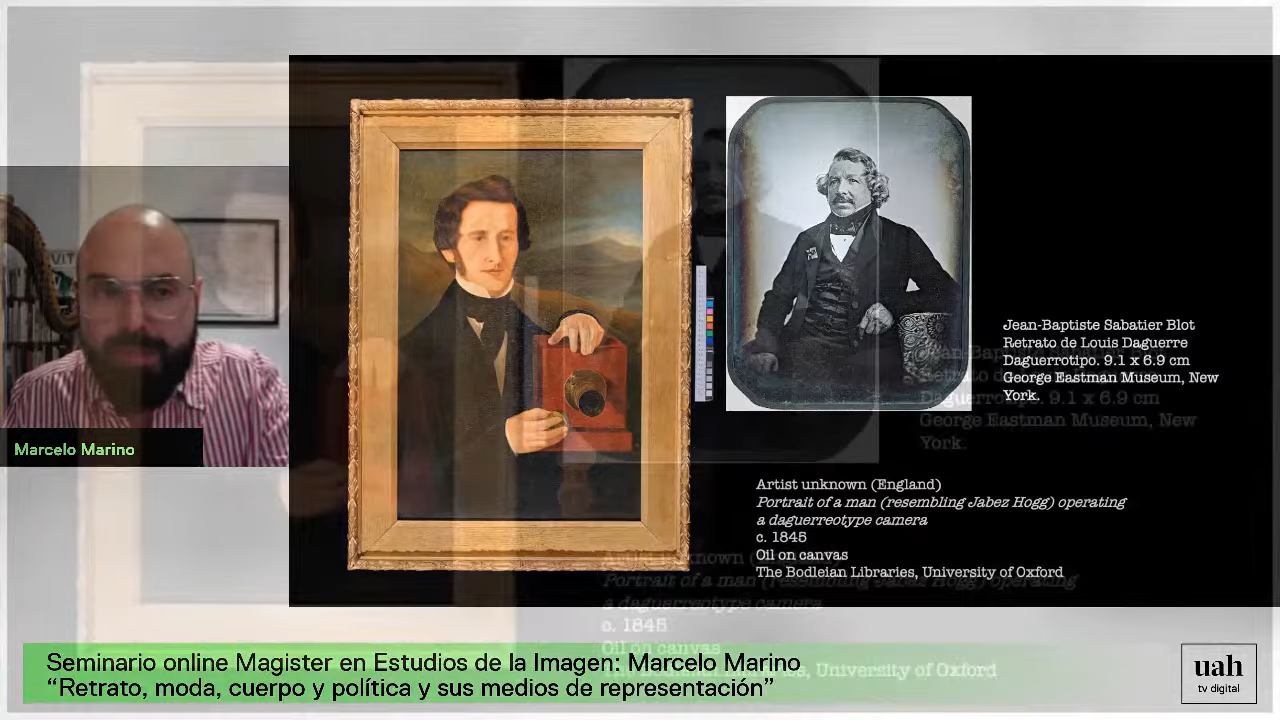 Marcelo Marino
Jean-Baptiste Sabatier Blot
Retrato de Louis Daguerre
Daguerrotipo. 9.1 x 6.9 cm
George Eastman Museum, New
York.
Artist unknown (England)
Portrait of a man (resembling Jabez Hogg) operating
a daguerreotype camera
c. 1845
Oil on canvas
The Bodleian Libraries, University of Oxford
Seminario online Magister en Estudios de la Imagen: Marcelo Marino
“Retrato, moda, cuerpo y política y sus medios de representación”
uah
tv digital